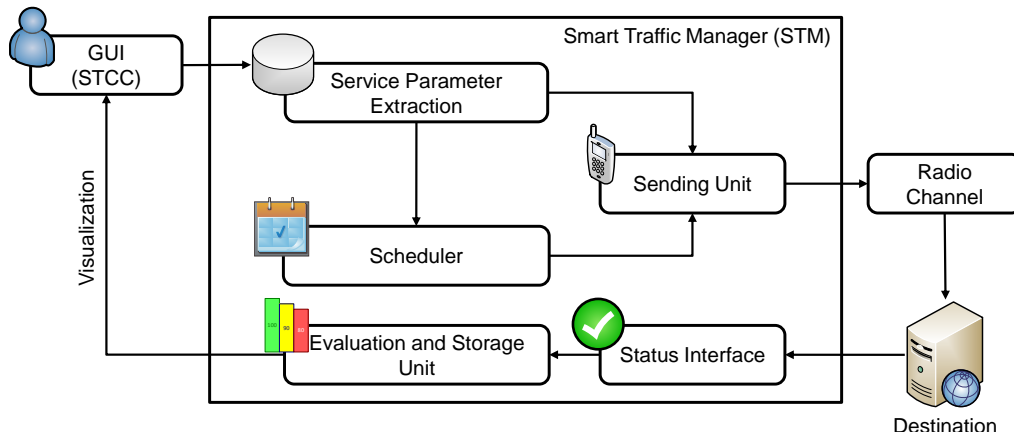 Smart Traffic Manager (STM)
GUI
(STCC)
Service Parameter
Extraction
Sending Unit
Radio
Channel
Visualization
Scheduler
100
90
80
Evaluation and Storage
Unit
Status Interface
Destination